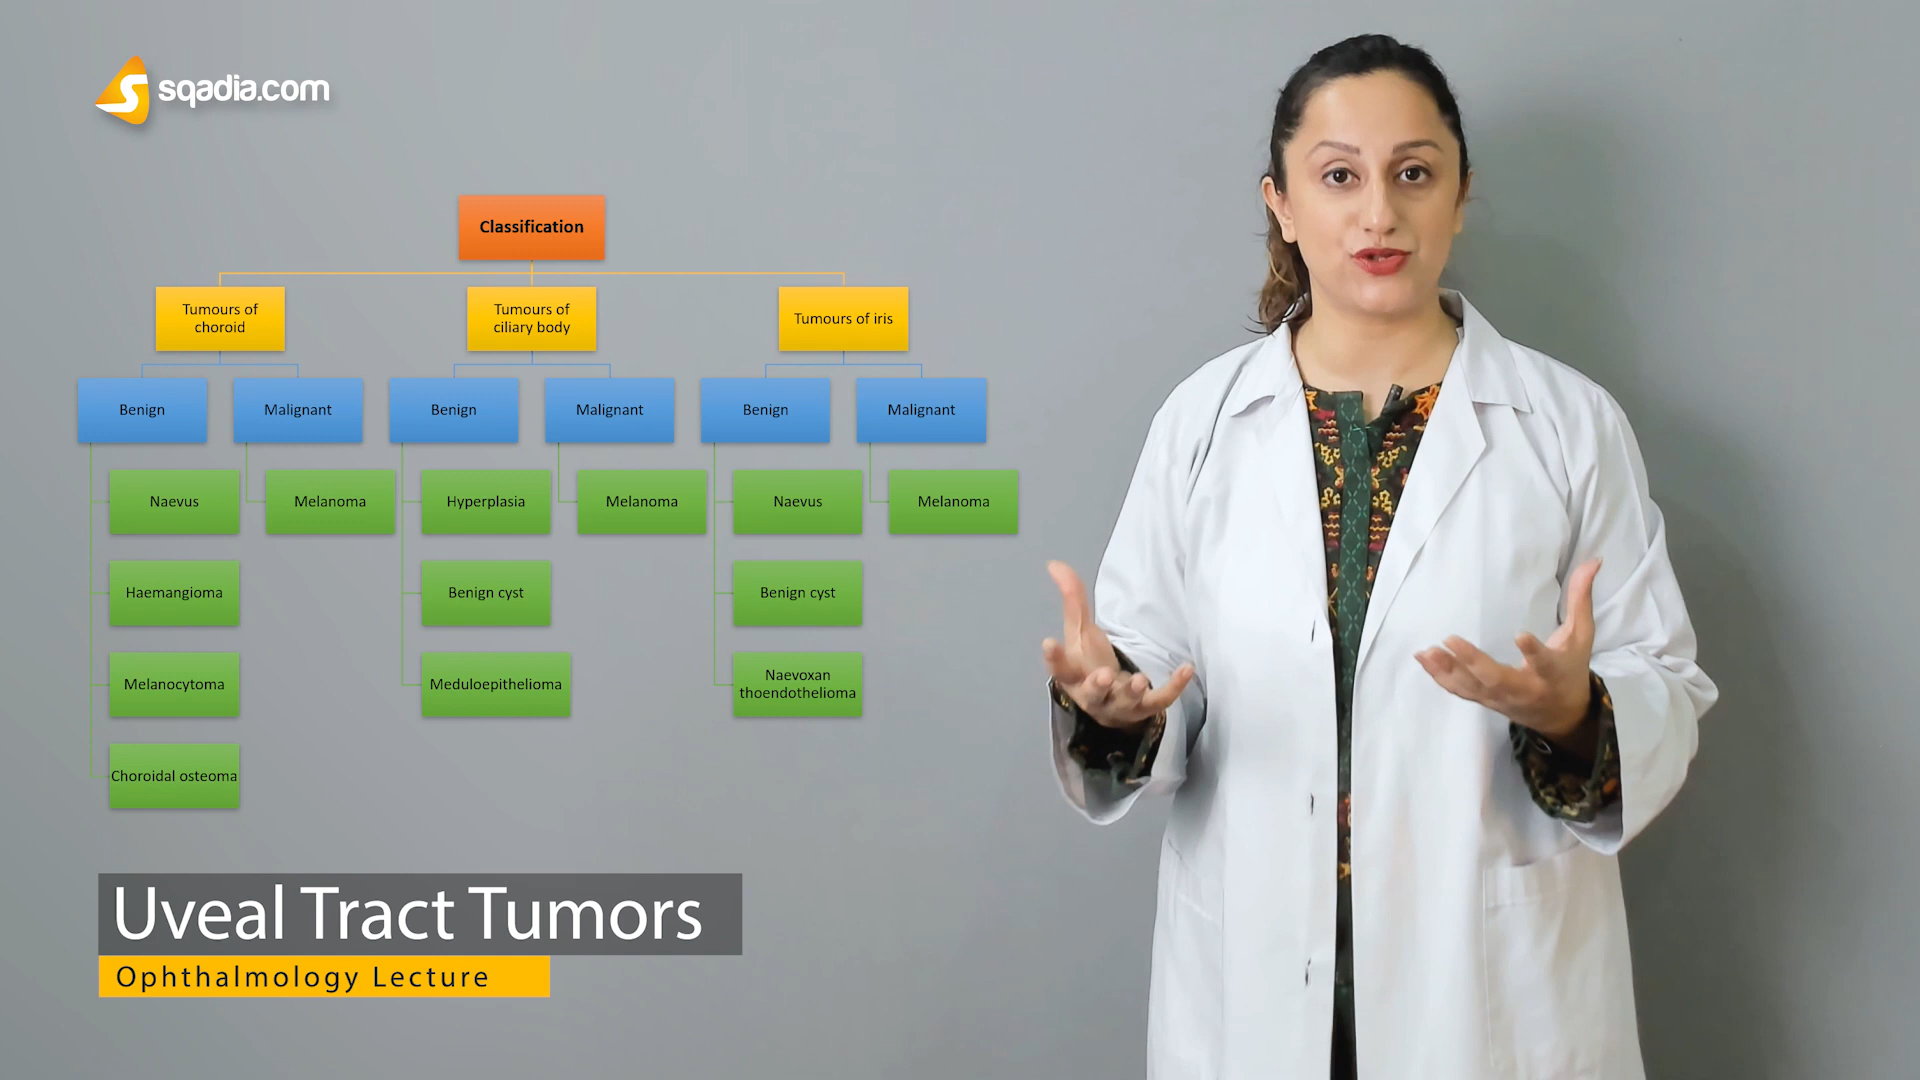 sqadia.com
Classification
Tumours of
choroid
Tumours of
ciliary body
Tumours of iris
Benign
Malignant
Benign
Malignant
Benign
Malignant
Naevus
Melanoma
Hyperplasia
Melanoma
Naevus
Melanoma
Haemangioma
Benign cyst
Benign cyst
Melanocytoma
Meduloepithelioma
Naevoxan
thoendothelioma
Choroidal osteoma
Uveal Tract Tumors
Ophthalmology Lecture